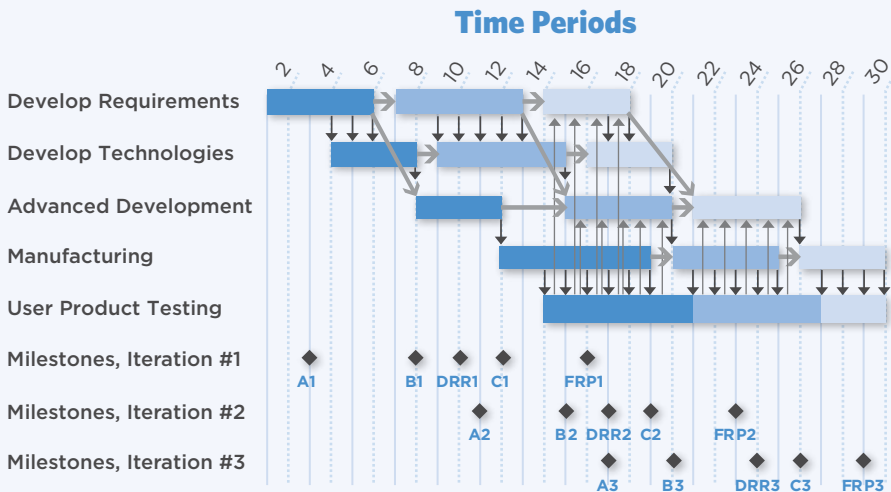 Time Periods
2 4 6 8 10 12 14 16 18 20 22 24 26 28 30
Develop Requirements
Develop Technologies
Advanced Development
Manufacturing
User Product Testing
Milestones, Iteration #1
A1 B1 DRR1 C1 FRP1
Milestones, Iteration #2
A2 B2 DRR2 C2 FRP2
Milestones, Iteration #3
A3 B3 DRR3 C3 FRP3